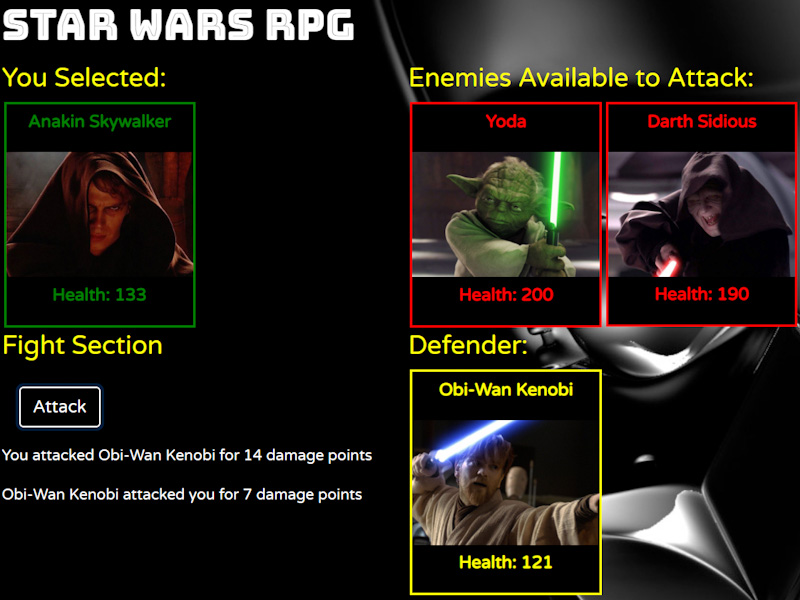 STAR WARS RPG
You Selected:
Anakin Skywalker
Health: 133
Enemies Available to Attack:
Yoda
Health: 200
Darth Sidious
Health: 190
Fight Section
Attack
You attacked Obi-Wan Kenobi for 14 damage points
Obi-Wan Kenobi attacked you for 7 damage points
Defender:
Obi-Wan Kenobi
Health: 121